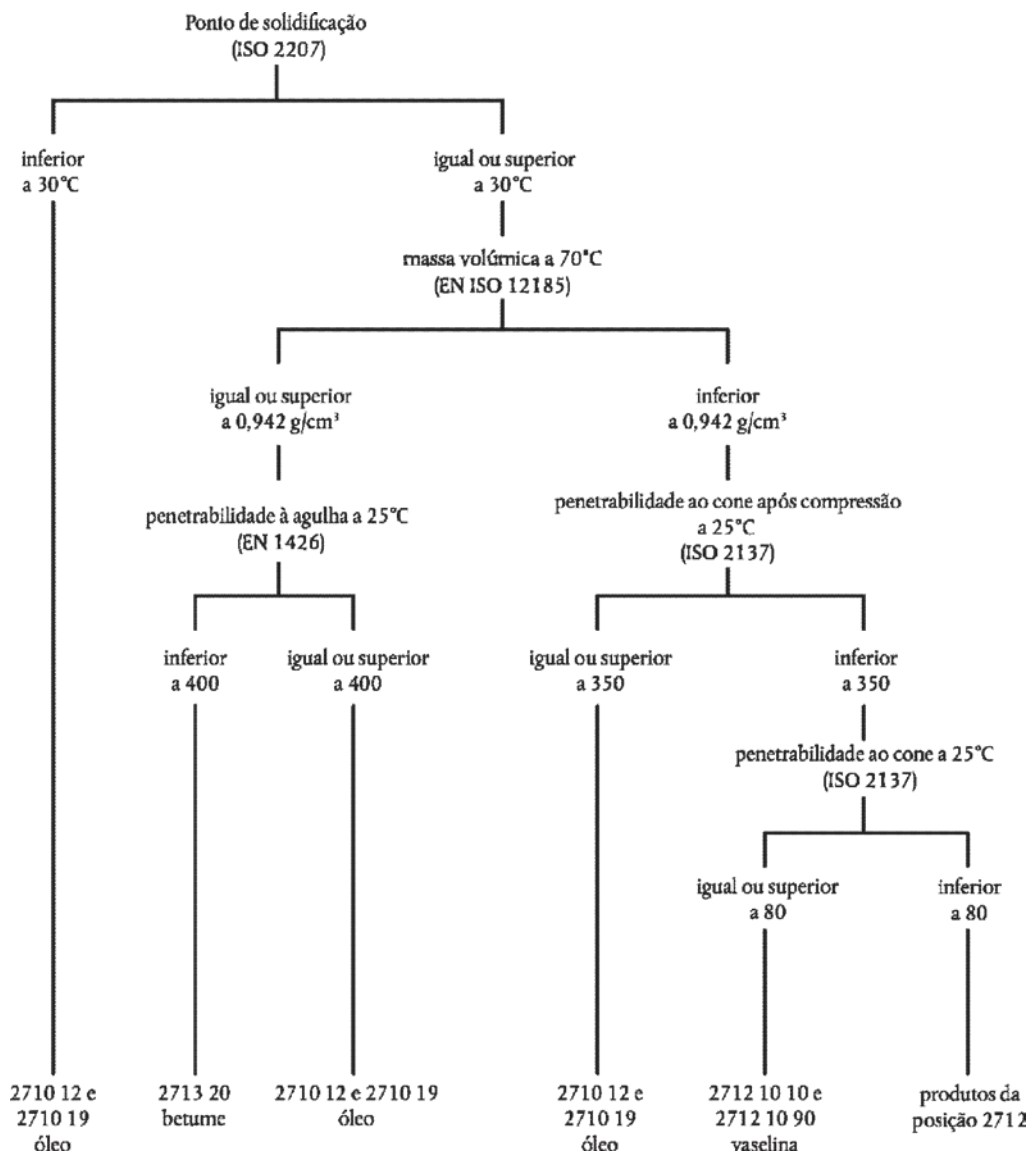 Ponto de solidificação
(ISO 2207)
inferior
a 30°C
igual ou superior
a 30°C
massa volúmica a 70°C
(EN ISO 12185)
igual ou superior
a 0,942 g/cm³
inferior
a 0,942 g/cm³
penetrabilidade à agulha a 25°C
(EN 1426)
penetrabilidade ao cone após compressão
a 25°C
(ISO 2137)
inferior
a 400
igual ou superior
a 400
igual ou superior
a 350
inferior
a 350
penetrabilidade ao cone a 25°C
(ISO 2137)
igual ou superior
a 80
inferior
a 80
2710 12 e
2710 19
óleo
2713 20
betume
2710 12 e 2710 19
óleo
2710 12 e
2710 19
óleo
2712 10 10 e
2712 10 90
vaselina
produtos da
posição 2712